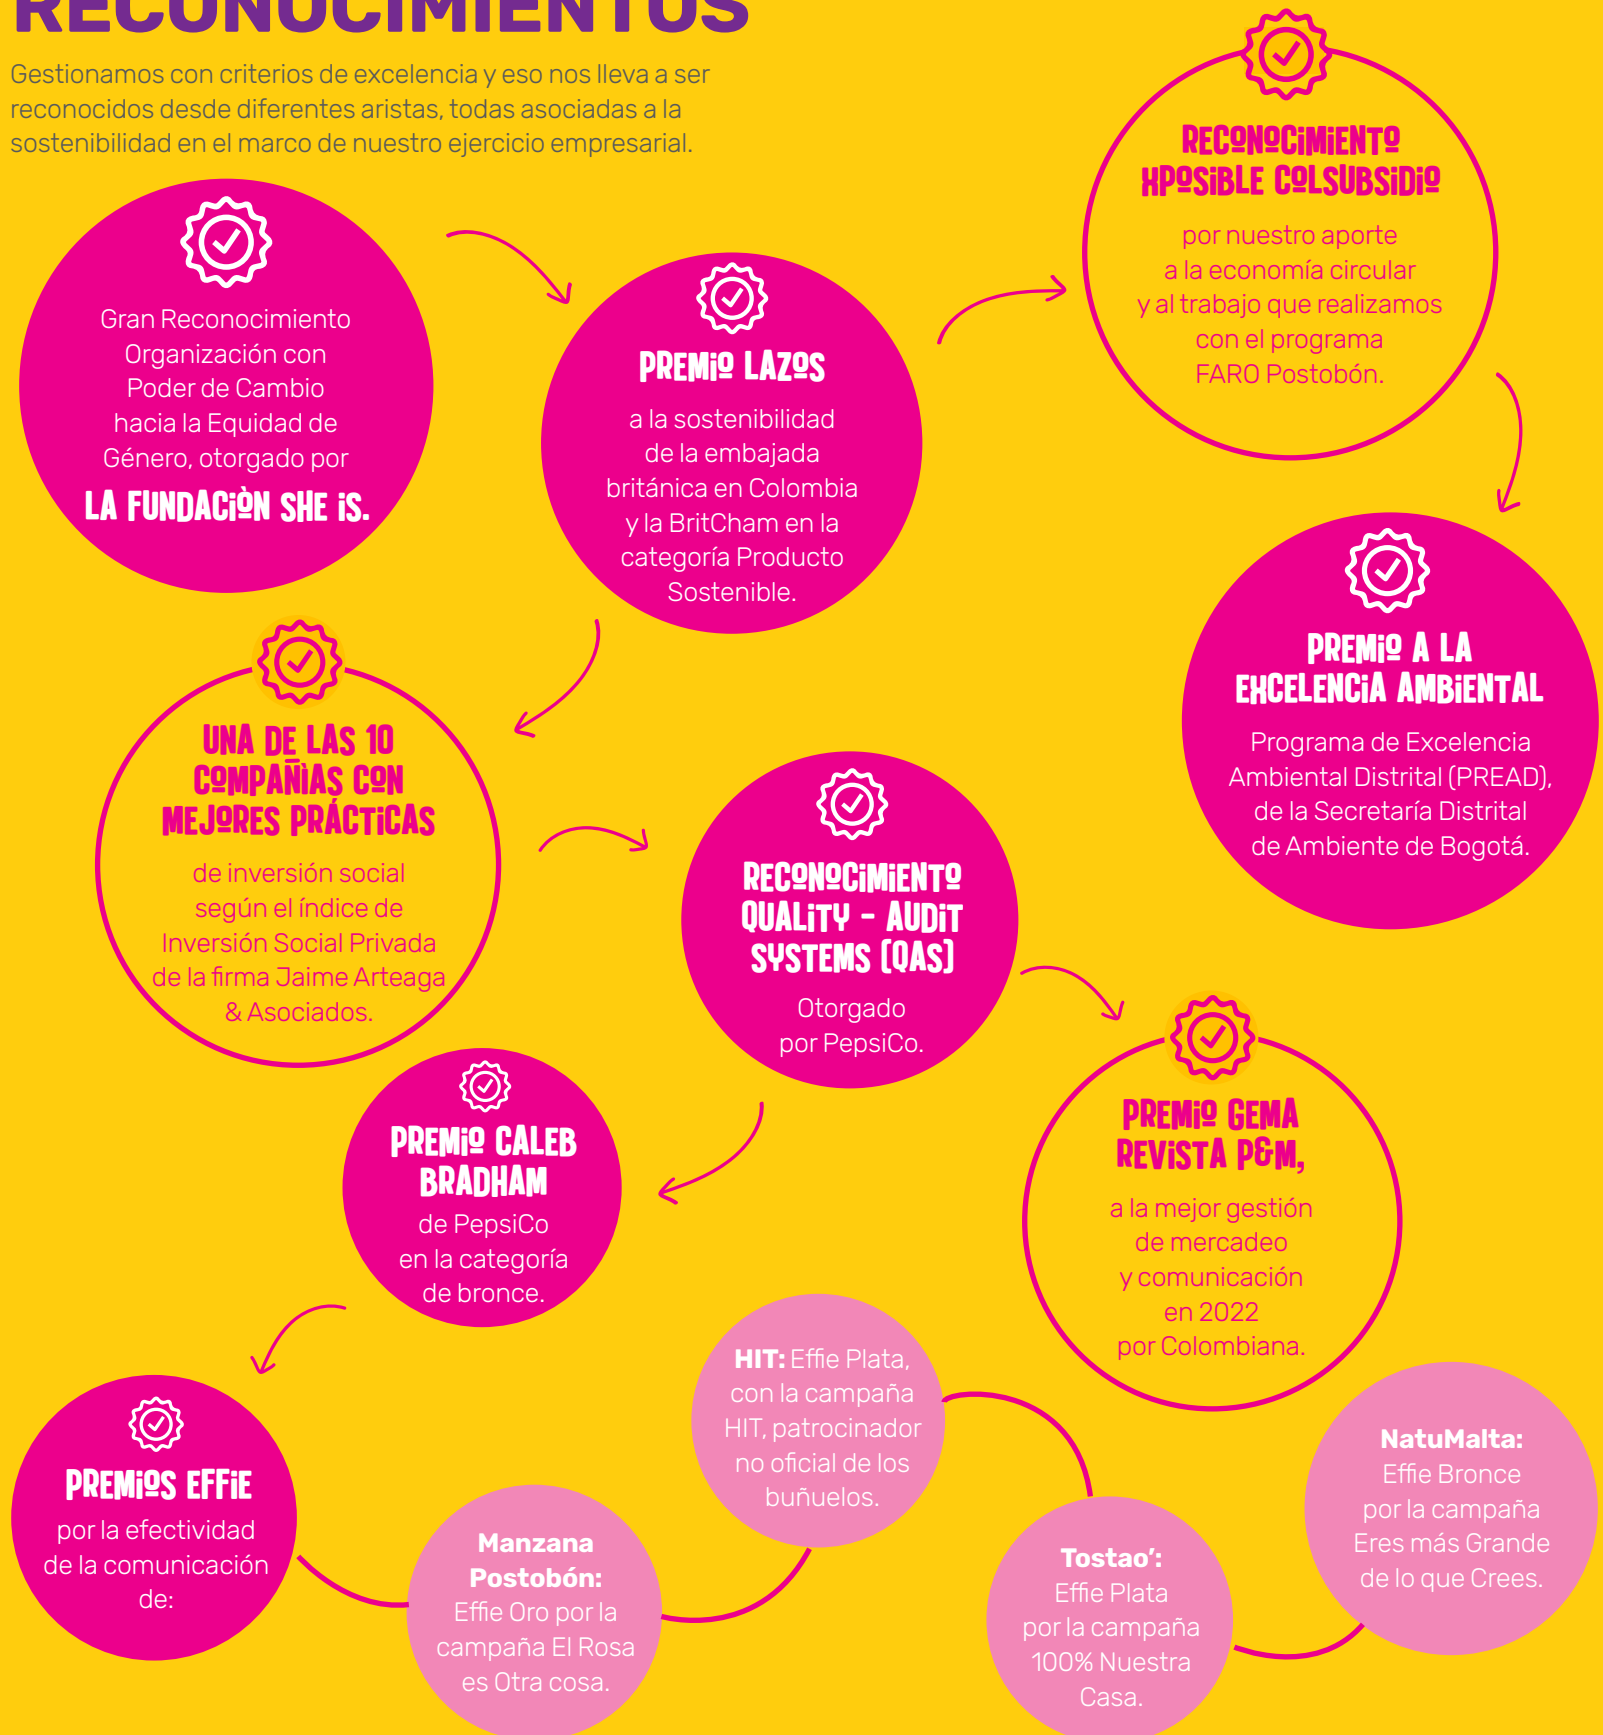 RECONOCIMIENTOS
Gestionamos con criterios de excelencia y eso nos lleva a ser
reconocidos desde diferentes aristas, todas asociadas a la
sostenibilidad en el marco de nuestro ejercicio empresarial.
Gran Reconocimiento
Organización con
Poder de Cambio
hacia la Equidad de
Género, otorgado por
LA FUNDACIÒN SHE IS.
PREMIO LAZOS
a la sostenibilidad
de la embajada
británica en Colombia
y la BritCham en la
categoría Producto
Sostenible.
RECONOCIMIENTO
XPOSIBLE COLSUBSIDIO
por nuestro aporte
a la economía circular
y al trabajo que realizamos
con el programa
FARO Postobón.
PREMIO A LA
EXCELENCIA AMBIENTAL
Programa de Excelencia
Ambiental Distrital (PREAD),
de la Secretaría Distrital
de Ambiente de Bogotá.
UNA DE LAS 10
COMPAÑÌAS CON
MEJORES PRÁCTICAS
de inversión social
según el índice de
Inversión Social Privada
de la firma Jaime Arteaga
& Asociados.
RECONOCIMIENTO
QUALITY - AUDIT
SYSTEMS (QAS)
Otorgado
por PepsiCo.
PREMIO GEMA
REVISTA P&M,
a la mejor gestión
de mercadeo
y comunicación
en 2022
por Colombiana.
PREMIO CALEB
BRADHAM
de PepsiCo
en la categoría
de bronce.
PREMIOS EFFIE
por la efectividad
de la comunicación
de:
Manzana
Postobón:
Effie Oro por la
campaña El Rosa
es Otra cosa.
HIT: Effie Plata,
con la campaña
HIT, patrocinador
no oficial de los
buñuelos.
Tostao’:
Effie Plata
por la campaña
100% Nuestra
Casa.
NatuMalta:
Effie Bronce
por la campaña
Eres más Grande
de lo que Crees.